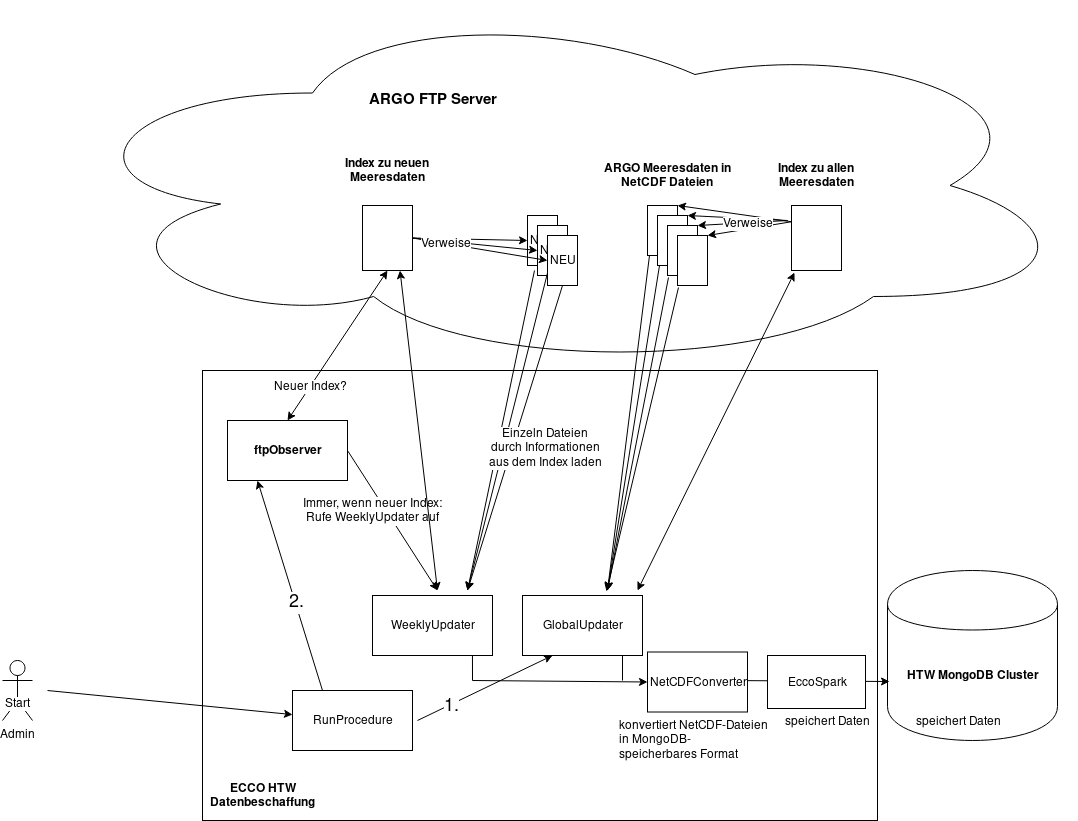 ARGO FTP Server
Index zu neuen
Meeresdaten
ARGO Meeresdaten in
NetCDF Dateien
Index zu allen
Meeresdaten
Verweise
N
N
NEU
Verweise
Neuer Index?
ftpObserver
Einzeln Dateien
durch Informationen
aus dem Index laden
Immer, wenn neuer Index:
Rufe WeeklyUpdater auf
2.
WeeklyUpdater
GlobalUpdater
Start
Admin
RunProcedure
1.
NetCDFConverter
EccoSpark
HTW MongoDB Cluster
konvertiert NetCDF-Dateien
in MongoDB-
speicherbares Format
speichert Daten
speichert Daten
ECCO HTW
Datenbeschaffung